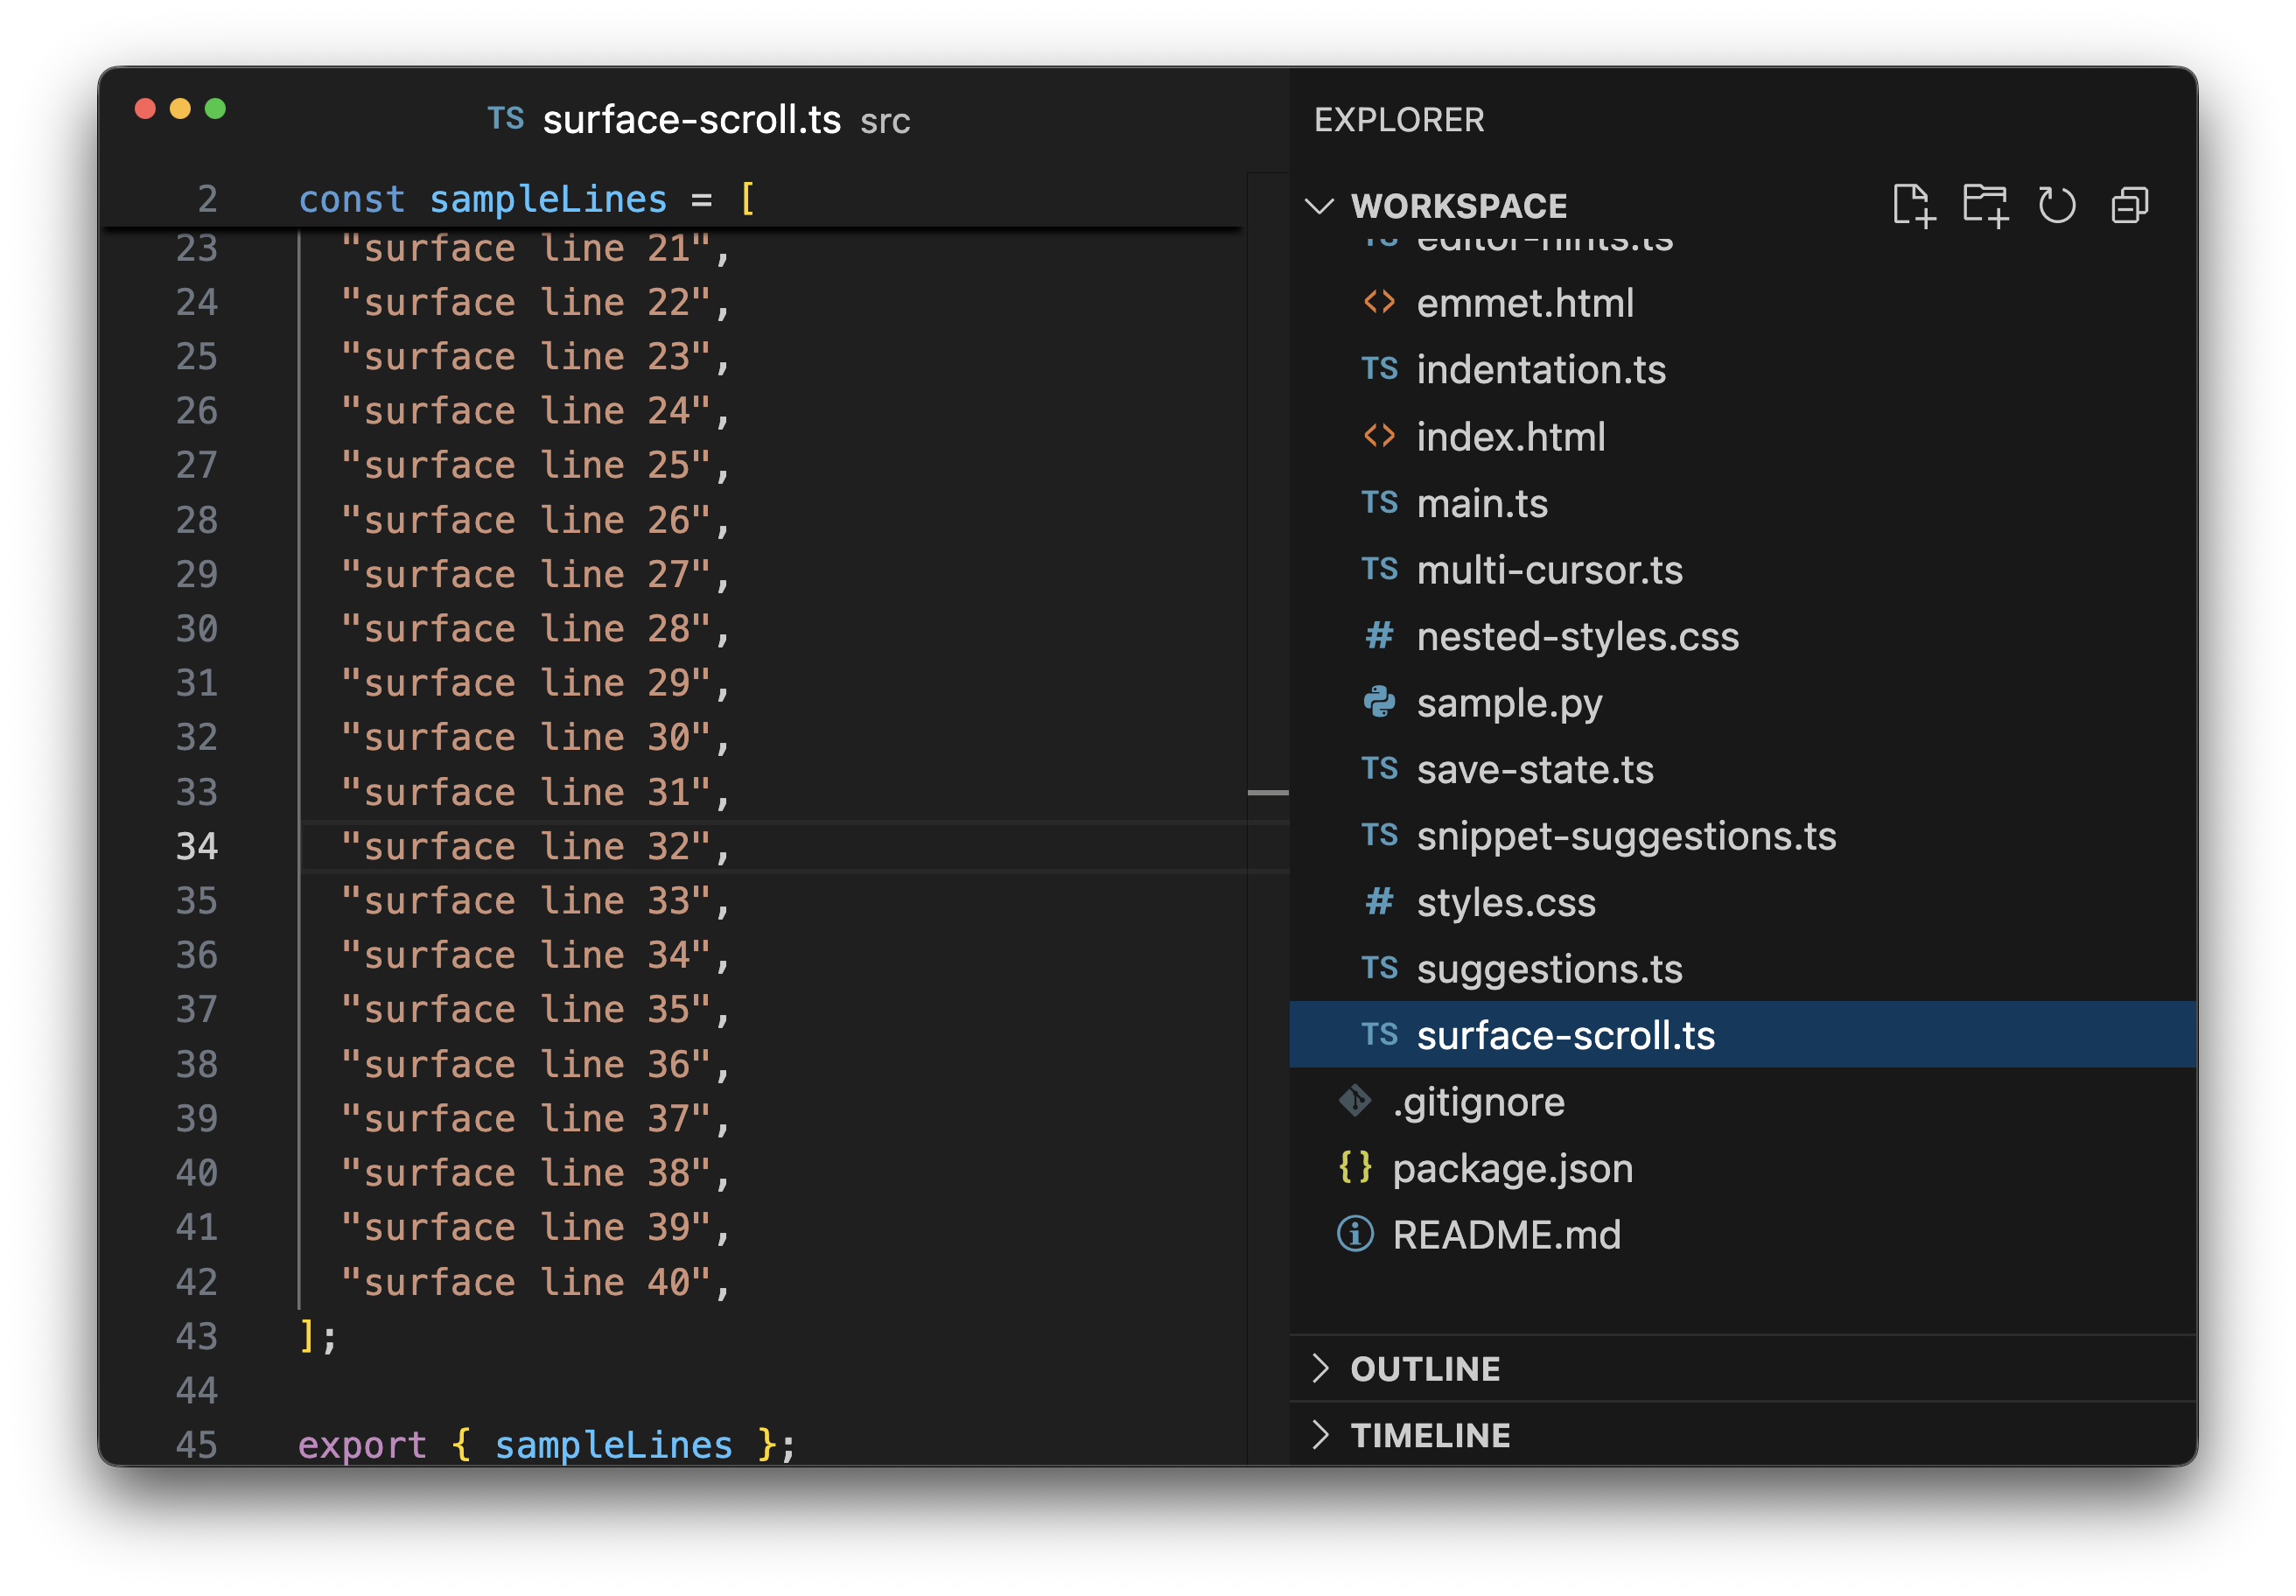 TS surface-scroll.ts src
2 const sampleLines = [
23 "surface line 21",
24 "surface line 22",
25 "surface line 23",
26 "surface line 24",
27 "surface line 25",
28 "surface line 26",
29 "surface line 27",
30 "surface line 28",
31 "surface line 29",
32 "surface line 30",
33 "surface line 31",
34 "surface line 32",
35 "surface line 33",
36 "surface line 34",
37 "surface line 35",
38 "surface line 36",
39 "surface line 37",
40 "surface line 38",
41 "surface line 39",
42 "surface line 40",
43 ];
44
45 export { sampleLines };
EXPLORER
WORKSPACE
TS editor-hints.ts
<> emmet.html
TS indentation.ts
<> index.html
TS main.ts
TS multi-cursor.ts
# nested-styles.css
sample.py
TS save-state.ts
TS snippet-suggestions.ts
# styles.css
TS suggestions.ts
TS surface-scroll.ts
.gitignore
{} package.json
README.md
OUTLINE
TIMELINE